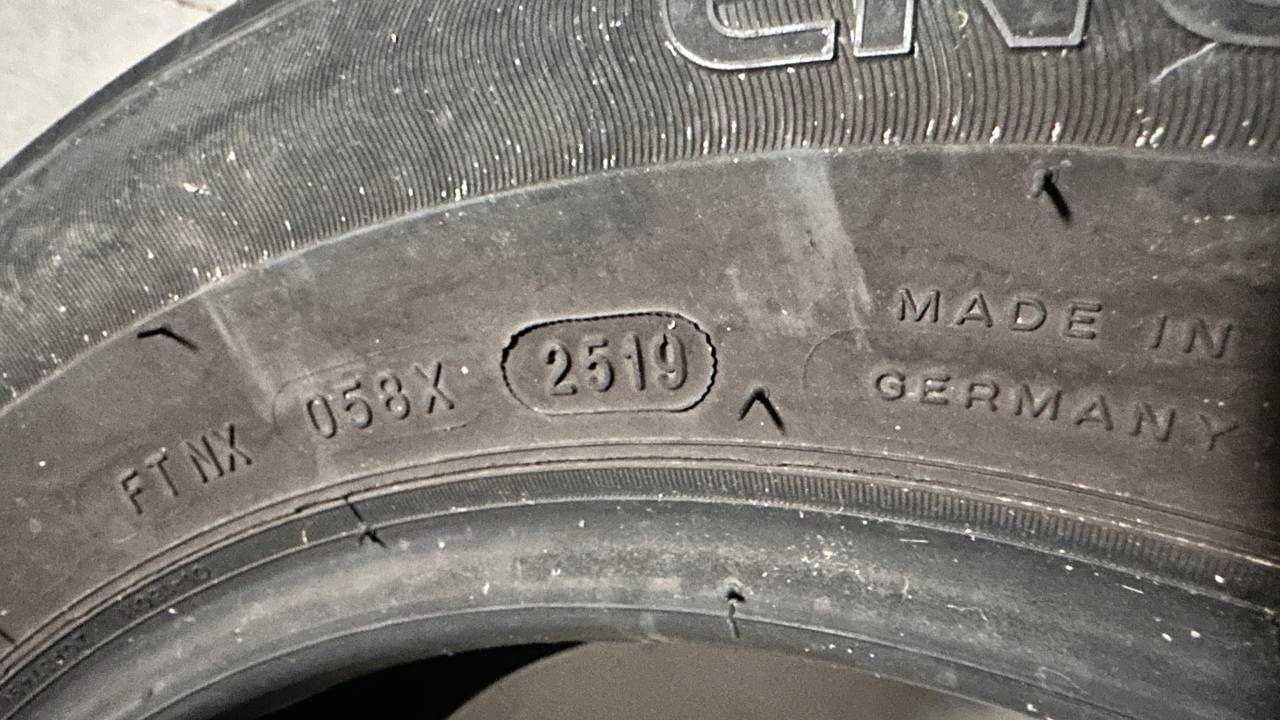 MADE IN
GERMANY
FTNX 058X 2519